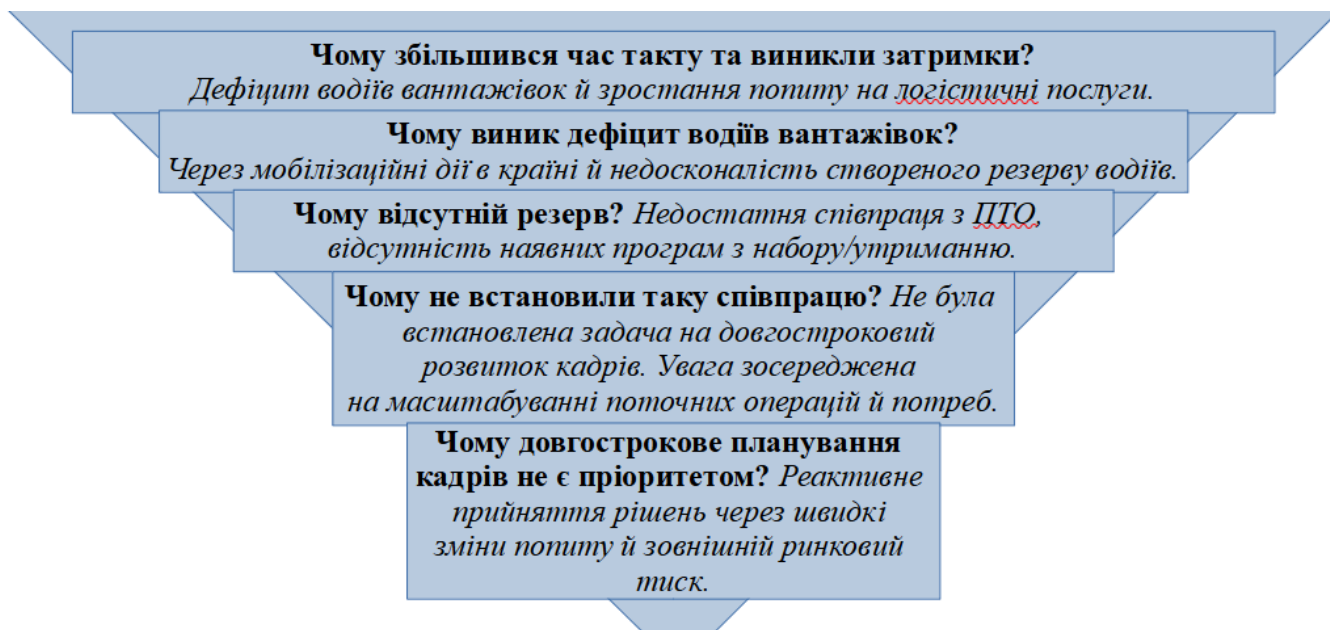 Чому збільшився час такту та виникли затримки?
Дефіцит водіїв вантажівок й зростання попиту на логістичні послуги.
Чому виник дефіцит водіїв вантажівок?
Через мобілізаційні дії в країні й недосконалість створеного резерву водіїв.
Чому відсутній резерв? Недостатня співпраця з ПТО,
відсутність наявних програм з набору/утриманню.
Чому не встановили таку співпрацю? Не була
встановлена задача на довгостроковий
розвиток кадрів. Увага зосереджена
на масштабуванні поточних операцій й потреб.
Чому довгострокове планування
кадрів не є пріоритетом? Реактивне
прийняття рішень через швидкі
зміни попиту й зовнішній ринковий
тиск.